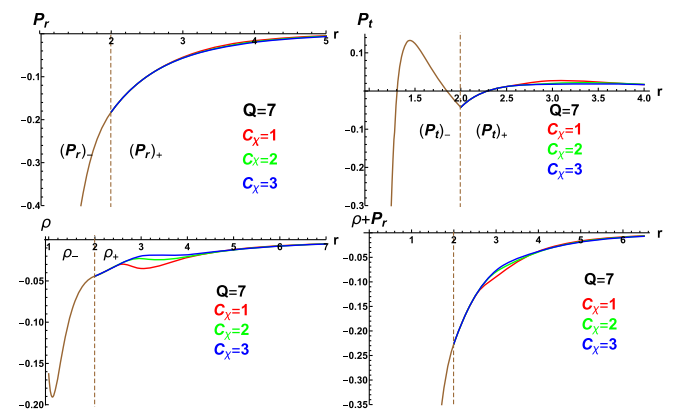 P_r
2 3 4 5 r
-0.1
-0.2
-0.3
-0.4
(P_r)_- (P_r)_+
Q=7
C_χ=1
C_χ=2
C_χ=3
P_t
0.1
-0.1
-0.2
1.5 2.0 2.5 3.0 3.5 4.0 r
(P_t)_- (P_t)_+
Q=7
C_χ=1
C_χ=2
C_χ=3
ρ
1 2 3 4 5 6 7 r
ρ_- ρ_+
-0.05
-0.10
-0.15
-0.20
Q=7
C_χ=1
C_χ=2
C_χ=3
ρ+P_r
1 2 3 4 5 6 r
-0.05
-0.10
-0.15
-0.20
-0.25
-0.30
-0.35
Q=7
C_χ=1
C_χ=2
C_χ=3